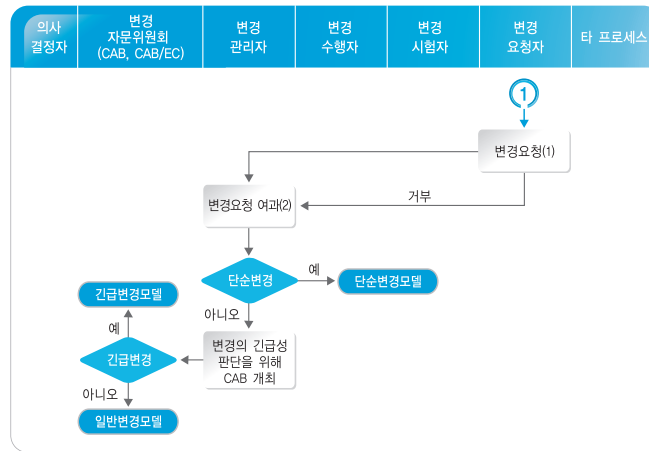 의사
결정자
변경
자문위원회
(CAB, CAB/EC)
변경
관리자
변경
수행자
변경
시험자
변경
요청자
타 프로세스
1
변경요청(1)
거부
변경요청 여과(2)
단순변경
예
단순변경모델
아니오
변경의 긴급성
판단을 위해
CAB 개최
긴급변경모델
예
긴급변경
아니오
일반변경모델